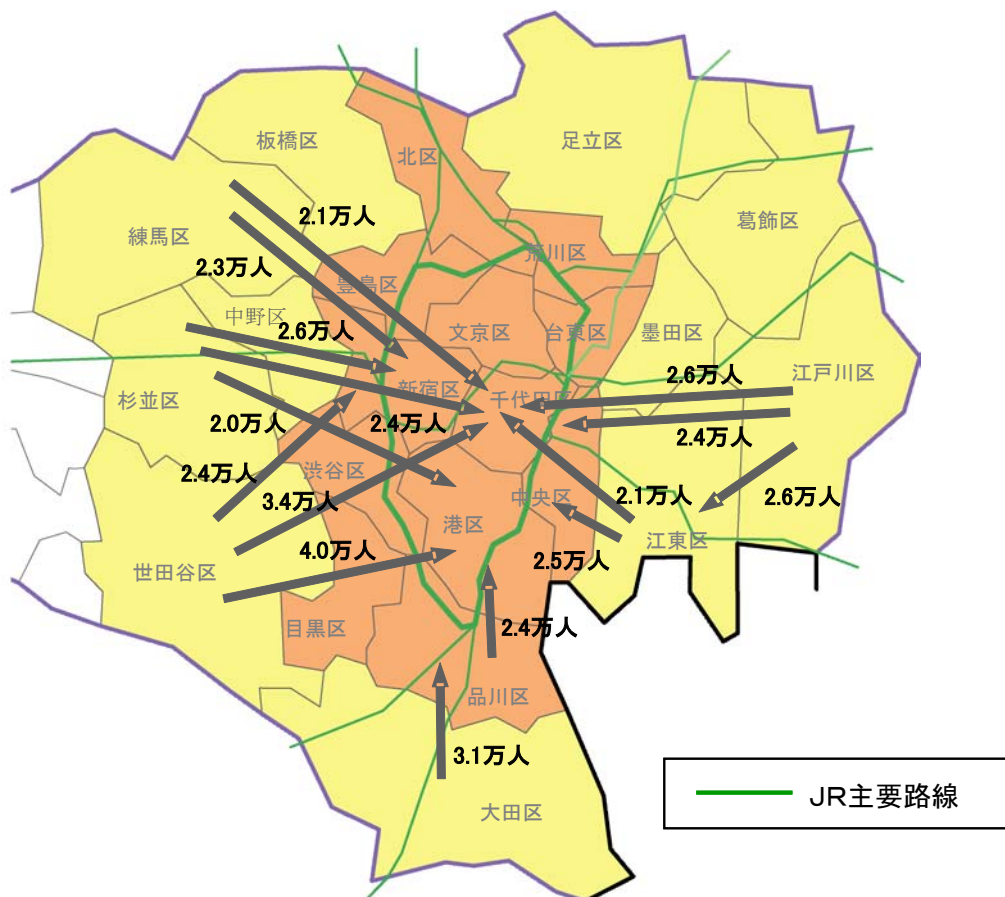 板橋区
足立区
北区
葛飾区
2.1万人
練馬区
荒川区
2.3万人
豊島区
中野区
文京区
台東区
墨田区
2.6万人
2.6万人
江戸川区
新宿区
千代田区
杉並区
2.0万人
2.4万人
2.4万人
2.4万人
渋谷区
3.4万人
中央区
2.1万人
2.6万人
港区
江東区
4.0万人
2.5万人
世田谷区
目黒区
2.4万人
品川区
3.1万人
JR主要路線
大田区